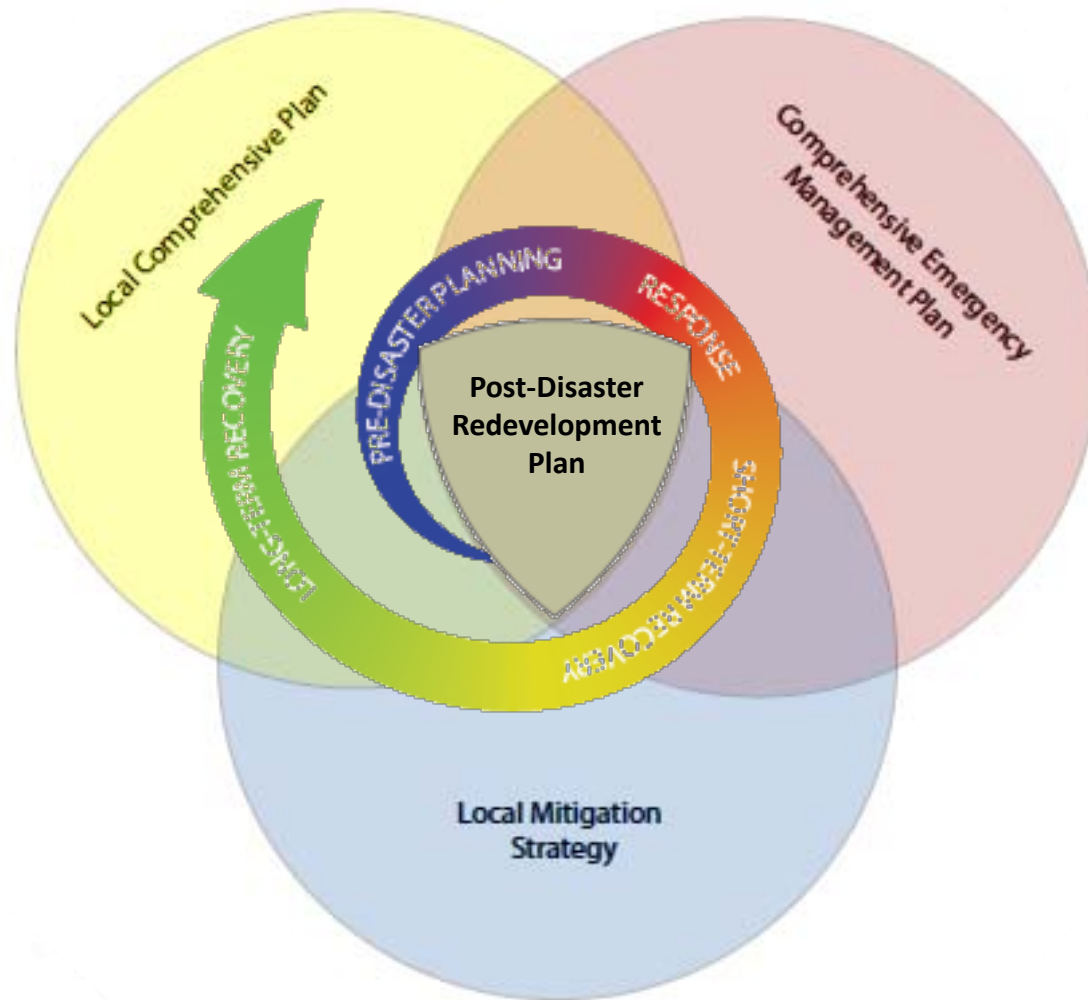 Local Comprehensive Plan
Comprehensive Emergency
Management Plan
PRE-DISASTER PLANNING
RESPONSE
SHORT-TERM RECOVERY
LONG-TERM RECOVERY
Post-Disaster
Redevelopment
Plan
Local Mitigation
Strategy